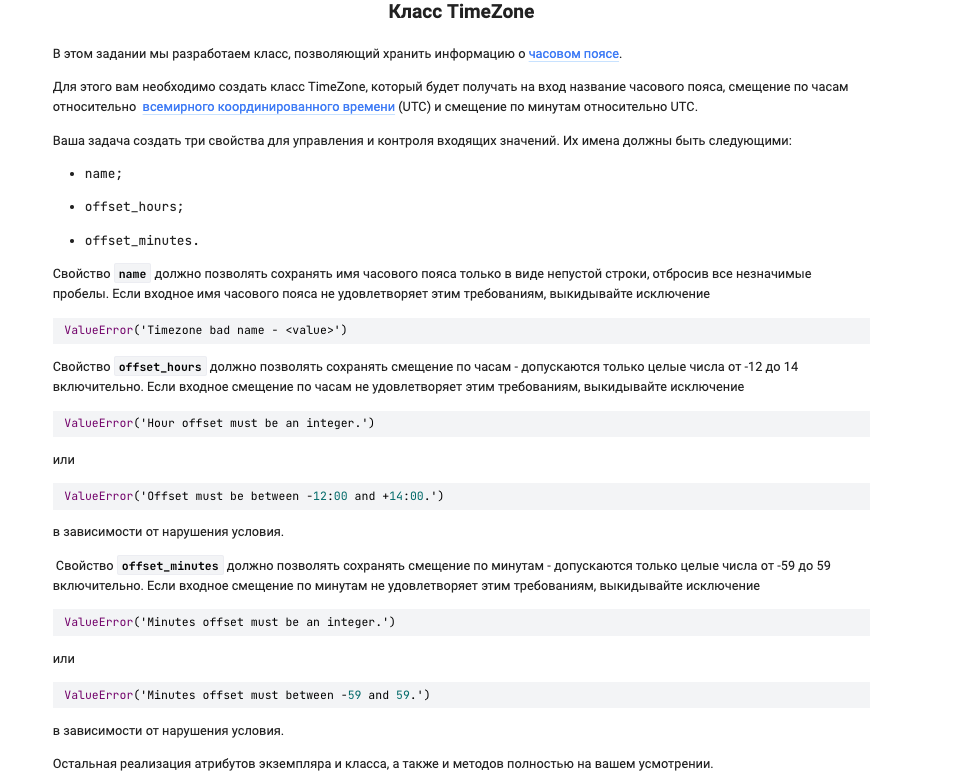 Класс TimeZone
В этом задании мы разработаем класс, позволяющий хранить информацию о часовом поясе.
Для этого вам необходимо создать класс TimeZone, который будет получать на вход название часового пояса, смещение по часам
относительно всемирного координированного времени (UTC) и смещение по минутам относительно UTC.
Ваша задача создать три свойства для управления и контроля входящих значений. Их имена должны быть следующими:
• name;
• offset_hours;
• offset_minutes.
Свойство name должно позволять сохранять имя часового пояса только в виде непустой строки, отбросив все незначимые
пробелы. Если входное имя часового пояса не удовлетворяет этим требованиям, выкидывайте исключение
ValueError('Timezone bad name - <value>')
Свойство offset_hours должно позволять сохранять смещение по часам - допускаются только целые числа от -12 до 14
включительно. Если входное смещение по часам не удовлетворяет этим требованиям, выкидывайте исключение
ValueError('Hour offset must be an integer.')
или
ValueError('Offset must be between -12:00 and +14:00.')
в зависимости от нарушения условия.
Свойство offset_minutes должно позволять сохранять смещение по минутам - допускаются только целые числа от -59 до 59
включительно. Если входное смещение по минутам не удовлетворяет этим требованиям, выкидывайте исключение
ValueError('Minutes offset must be an integer.')
или
ValueError('Minutes offset must between -59 and 59.')
в зависимости от нарушения условия.
Остальная реализация атрибутов экземпляра и класса, а также и методов полностью на вашем усмотрении.